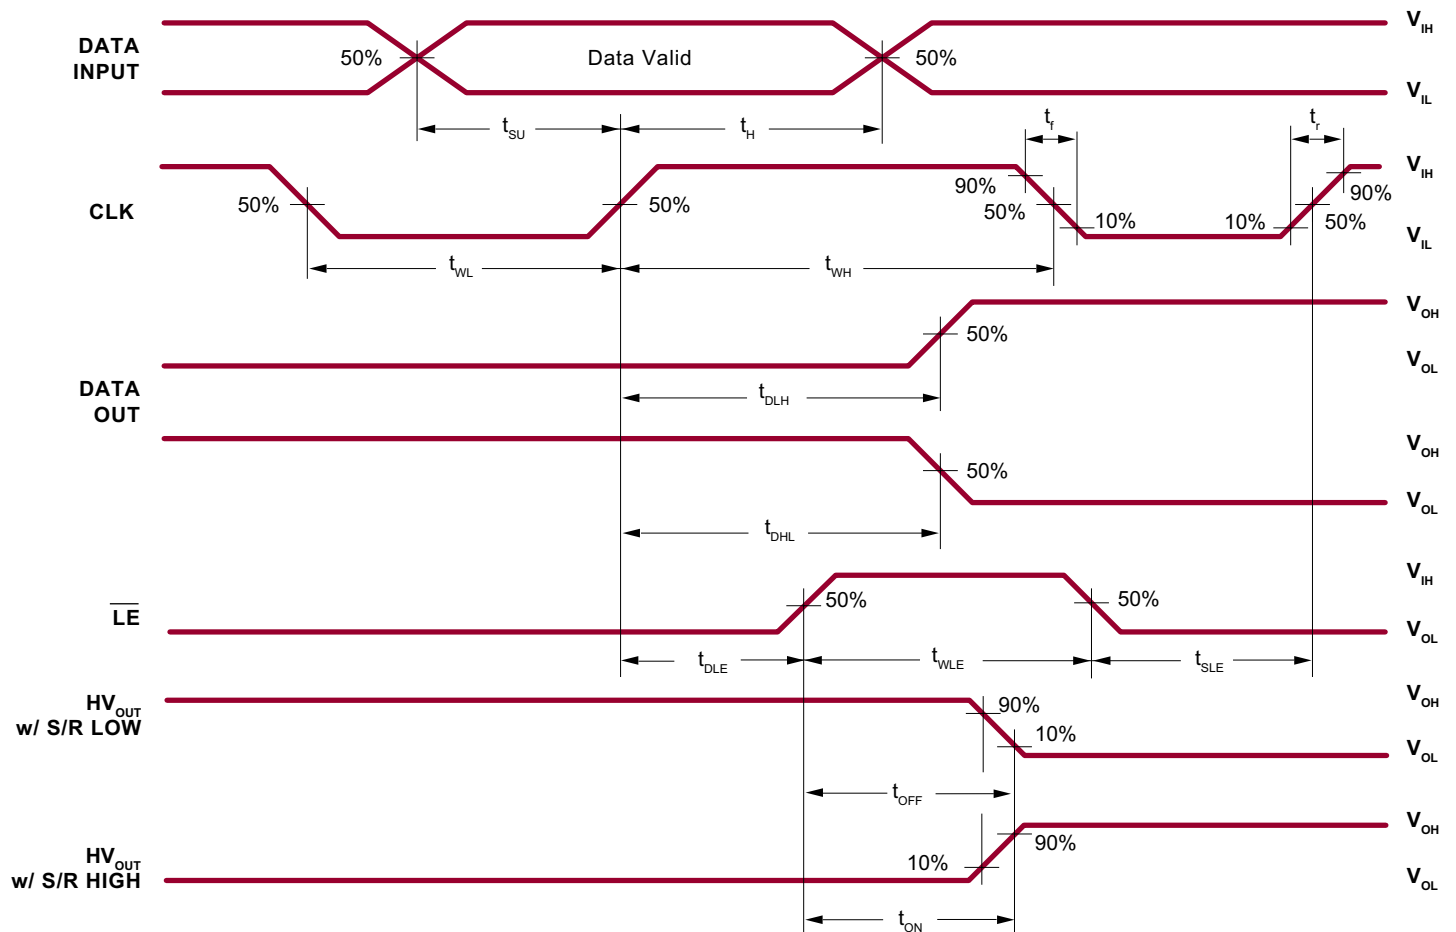 DATA
INPUT
50%
Data Valid
50%
V_IH
V_IL
t_SU
t_H
t_f
t_r
CLK
50%
50%
90%
50%
10%
10%
90%
50%
V_IH
V_IL
t_WL
t_WH
DATA
OUT
50%
V_OH
V_OL
t_DLH
50%
V_OH
V_OL
t_DHL
LE
50%
50%
V_IH
V_OL
t_DLE
t_WLE
t_SLE
HV_OUT
w/ S/R LOW
90%
10%
V_OH
V_OL
t_OFF
HV_OUT
w/ S/R HIGH
10%
90%
V_OH
V_OL
t_ON